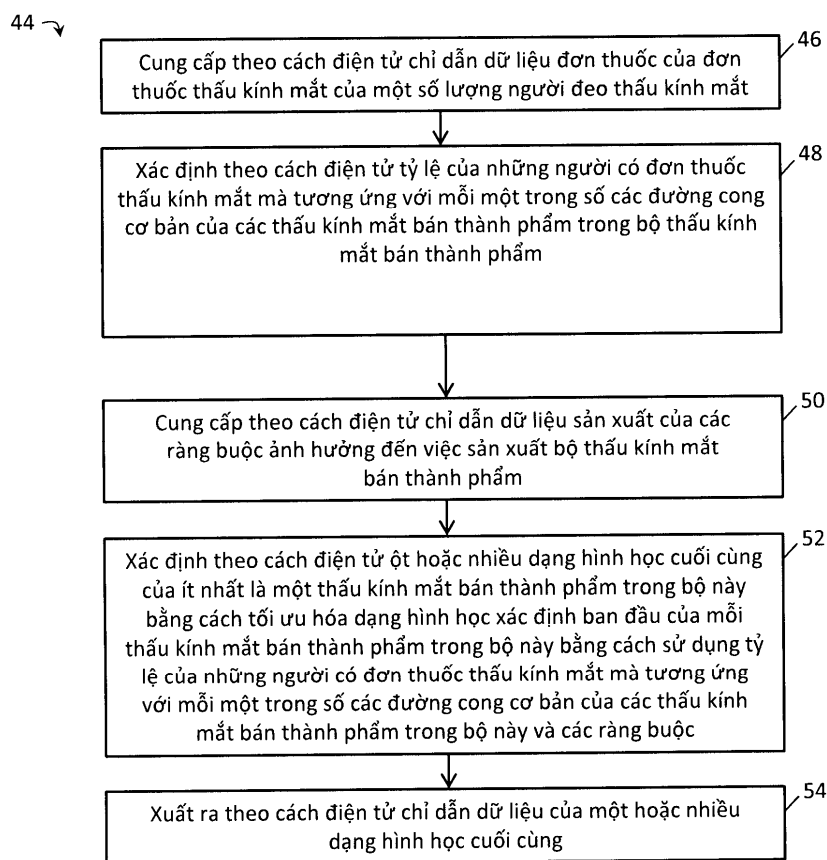 44
46
Cung cấp theo cách điện tử chỉ dẫn dữ liệu đơn thuốc của đơn
thuốc thấu kính mắt của một số lượng người đeo thấu kính mắt
48
Xác định theo cách điện tử tỷ lệ của những người có đơn thuốc
thấu kính mắt mà tương ứng với mỗi một trong số các đường cong
cơ bản của các thấu kính mắt bán thành phẩm trong bộ thấu kính
mắt bán thành phẩm
50
Cung cấp theo cách điện tử chỉ dẫn dữ liệu sản xuất của các
ràng buộc ảnh hưởng đến việc sản xuất bộ thấu kính mắt
bán thành phẩm
52
Xác định theo cách điện tử ột hoặc nhiều dạng hình học cuối cùng
của ít nhất là một thấu kính mắt bán thành phẩm trong bộ này
bằng cách tối ưu hóa dạng hình học xác định ban đầu của mỗi
thấu kính mắt bán thành phẩm trong bộ này bằng cách sử dụng tỷ
lệ của những người có đơn thuốc thấu kính mắt mà tương ứng
với mỗi một trong số các đường cong cơ bản của các thấu kính
mắt bán thành phẩm trong bộ này và các ràng buộc
54
Xuất ra theo cách điện tử chỉ dẫn dữ liệu của một hoặc nhiều
dạng hình học cuối cùng